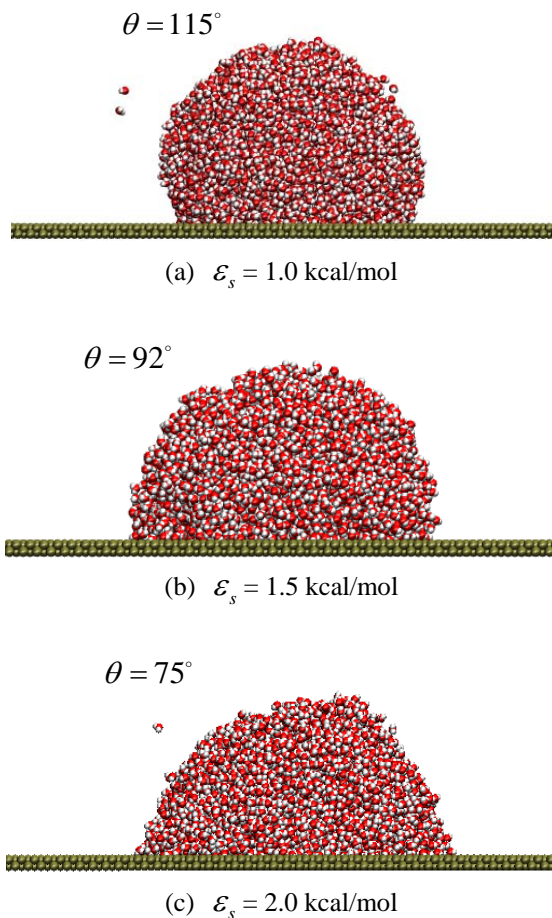 θ = 115°
(a) εₛ = 1.0 kcal/mol
θ = 92°
(b) εₛ = 1.5 kcal/mol
θ = 75°
(c) εₛ = 2.0 kcal/mol